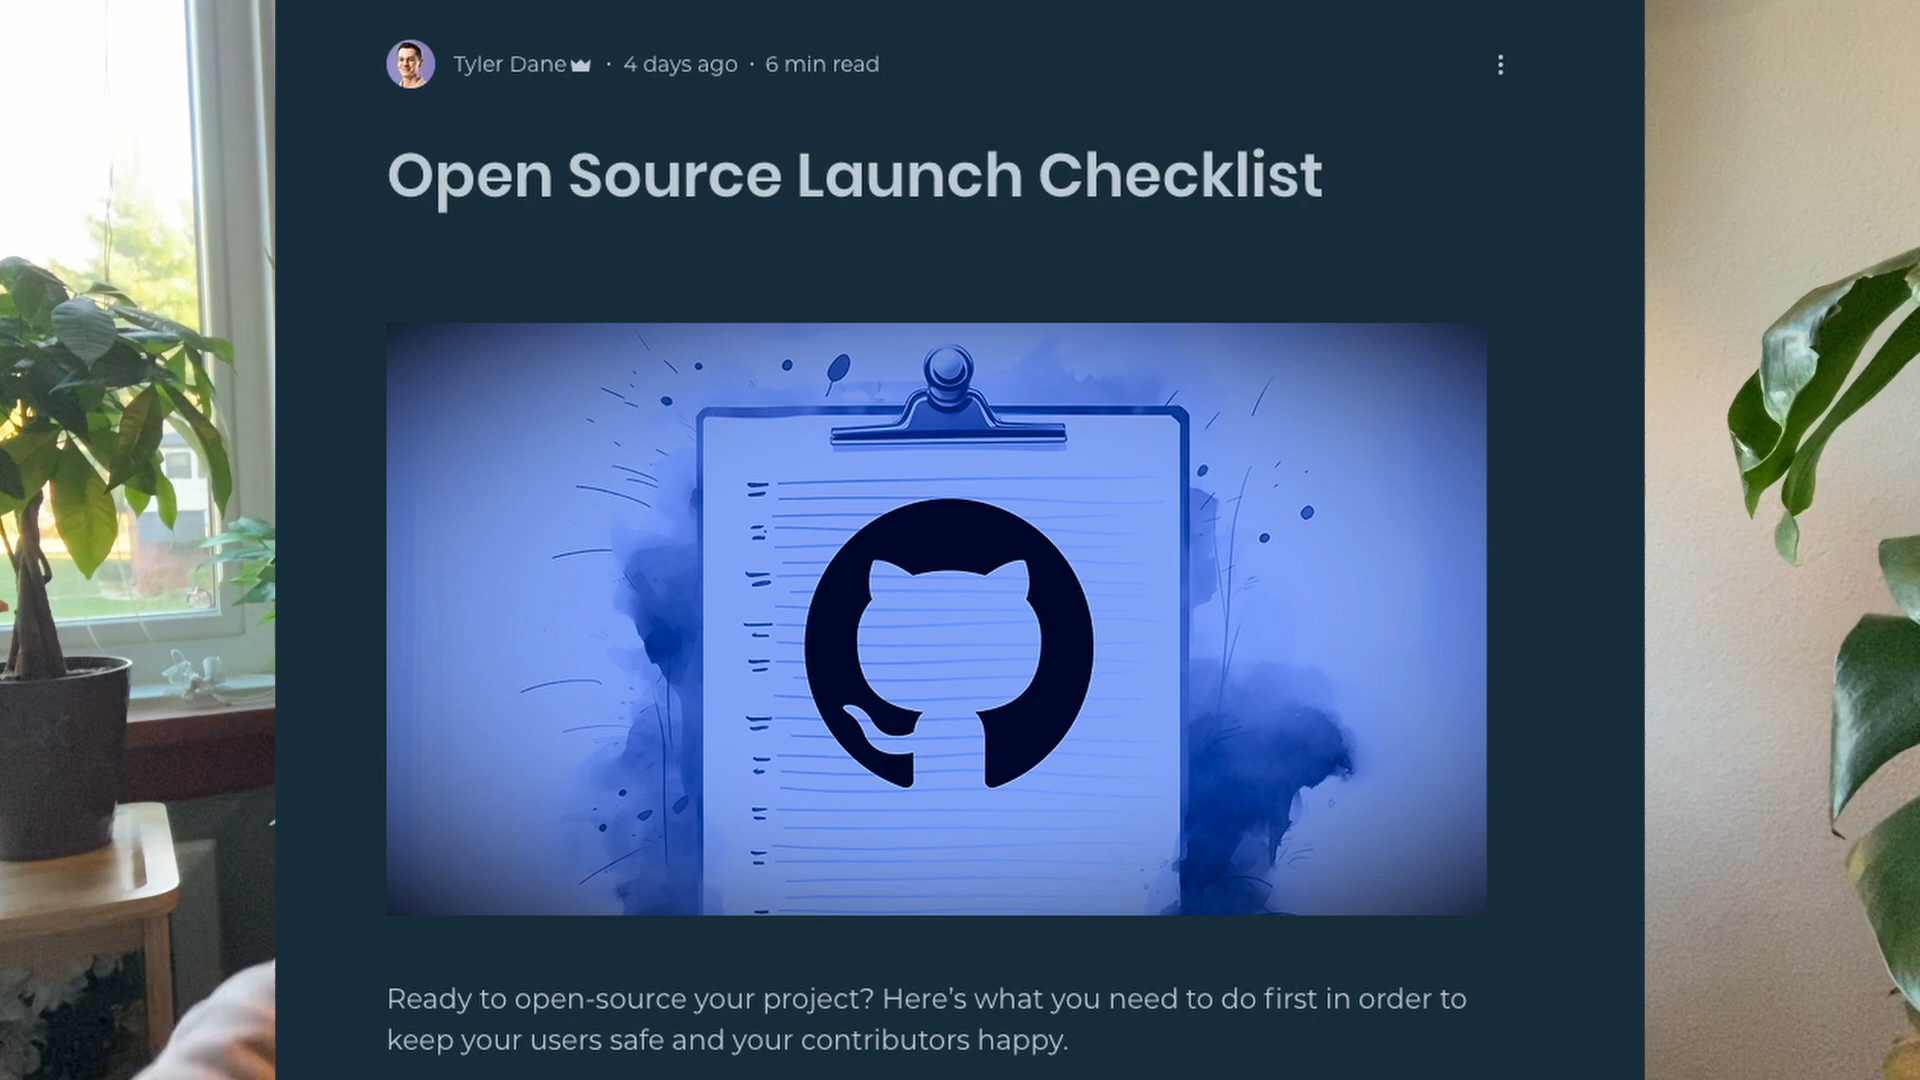 Tyler Dane · 4 days ago · 6 min read
Open Source Launch Checklist
Ready to open-source your project? Here's what you need to do first in order to
keep your users safe and your contributors happy.